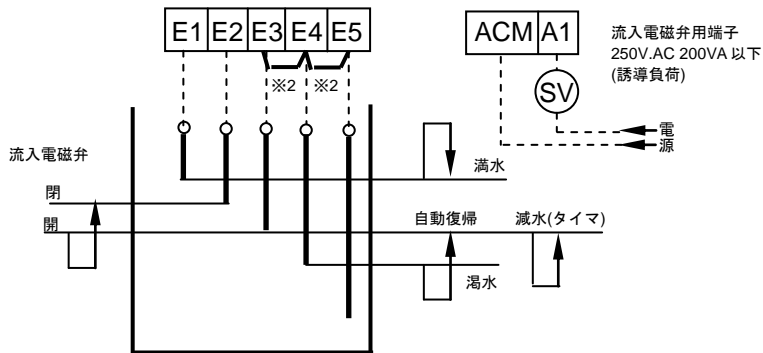 E1 E2 E3 E4 E5
※2 ※2
ACM A1
SV
流入電磁弁用端子
250V.AC 200VA 以下
(誘導負荷)
電
源
流入電磁弁
閉
開
満水
自動復帰
減水(タイマ)
渇水